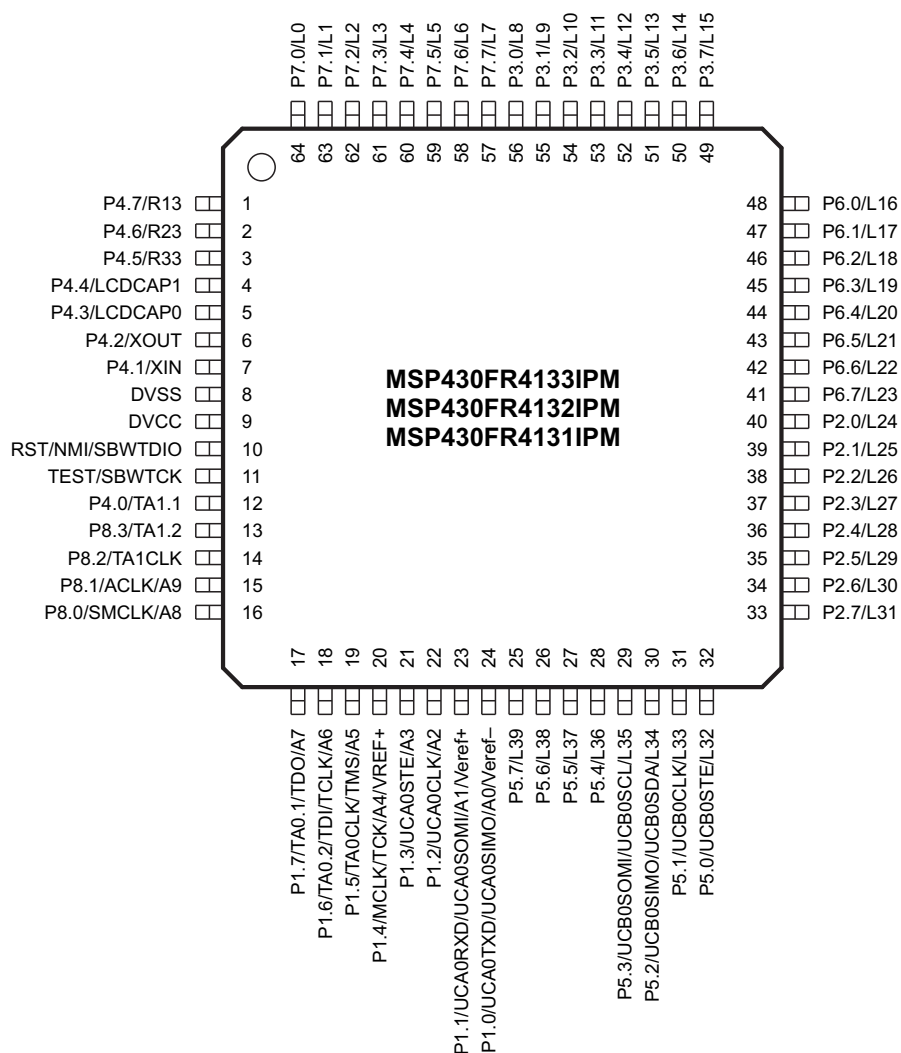 P7.0/L0
P7.1/L1
P7.2/L2
P7.3/L3
P7.4/L4
P7.5/L5
P7.6/L6
P7.7/L7
P3.0/L8
P3.1/L9
P3.2/L10
P3.3/L11
P3.4/L12
P3.5/L13
P3.6/L14
P3.7/L15
64
63
62
61
60
59
58
57
56
55
54
53
52
51
50
49
P4.7/R13 1
P4.6/R23 2
P4.5/R33 3
P4.4/LCDCAP1 4
P4.3/LCDCAP0 5
P4.2/XOUT 6
P4.1/XIN 7
DVSS 8
DVCC 9
RST/NMI/SBWTDIO 10
TEST/SBWTCK 11
P4.0/TA1.1 12
P8.3/TA1.2 13
P8.2/TA1CLK 14
P8.1/ACLK/A9 15
P8.0/SMCLK/A8 16
MSP430FR4133IPM
MSP430FR4132IPM
MSP430FR4131IPM
48 P6.0/L16
47 P6.1/L17
46 P6.2/L18
45 P6.3/L19
44 P6.4/L20
43 P6.5/L21
42 P6.6/L22
41 P6.7/L23
40 P2.0/L24
39 P2.1/L25
38 P2.2/L26
37 P2.3/L27
36 P2.4/L28
35 P2.5/L29
34 P2.6/L30
33 P2.7/L31
17
18
19
20
21
22
23
24
25
26
27
28
29
30
31
32
P1.7/TA0.1/TDO/A7
P1.6/TA0.2/TDI/TCLK/A6
P1.5/TA0CLK/TMS/A5
P1.4/MCLK/TCK/A4/VREF+
P1.3/UCA0STE/A3
P1.2/UCA0CLK/A2
P1.1/UCA0RXD/UCA0SOMI/A1/Veref+
P1.0/UCA0TXD/UCA0SIMO/A0/Veref–
P5.7/L39
P5.6/L38
P5.5/L37
P5.4/L36
P5.3/UCB0SOMI/UCB0SCL/L35
P5.2/UCB0SIMO/UCB0SDA/L34
P5.1/UCB0CLK/L33
P5.0/UCB0STE/L32